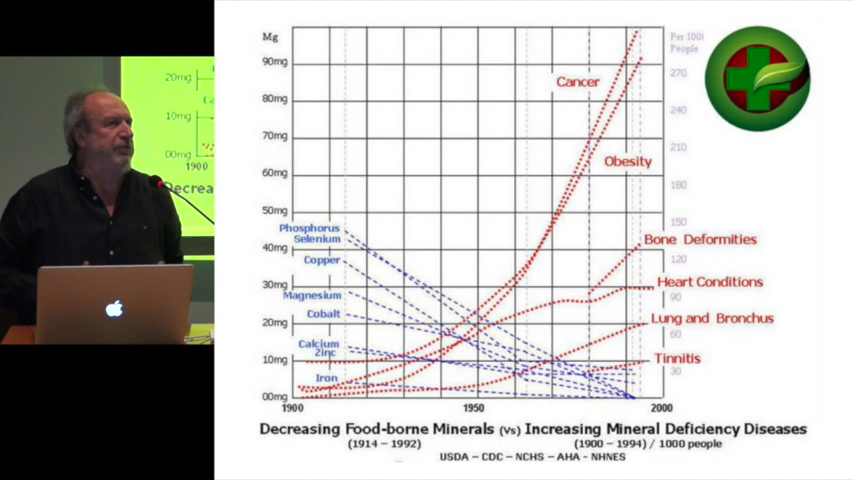 20mg
10mg
00mg
1900
Decrea
Mg
90mg
80mg
70mg
60mg
50mg
40mg
30mg
20mg
10mg
00mg
Per 100
People
270
240
210
180
150
120
90
60
30
Cancer
Obesity
Bone Deformities
Heart Conditions
Lung and Bronchus
Tinnitis
Phosphorus
Selenium
Copper
Magnesium
Cobalt
Calcium
Zinc
Iron
1900 1950 2000
Decreasing Food-borne Minerals (Vs) Increasing Mineral Deficiency Diseases
(1914 – 1992) (1900 – 1994) / 1000 people
USDA – CDC – NCHS – AHA – NHNES